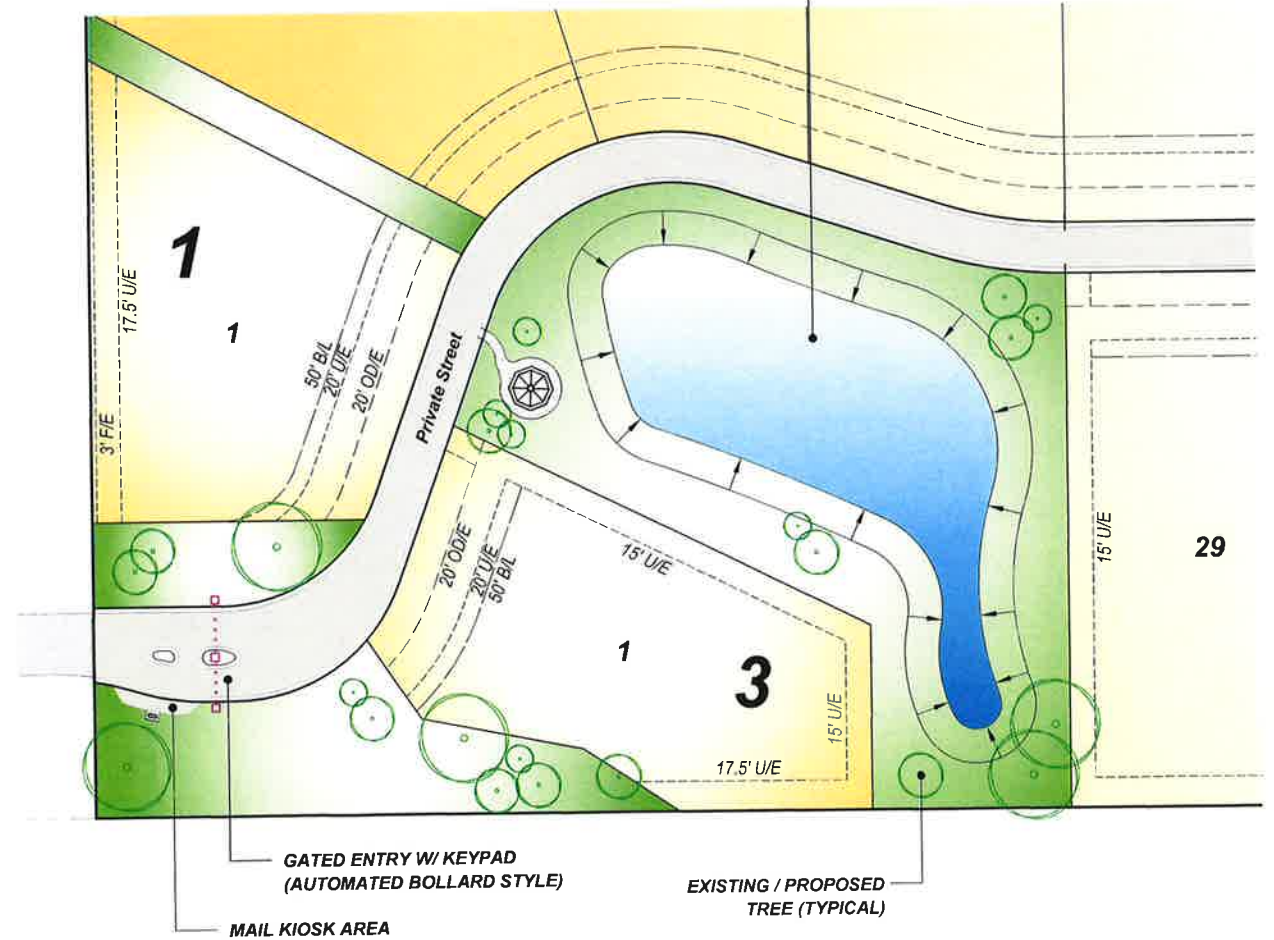 1
1
17.5' U/E
3' F/E
50' B/L
20' U/E
20' OD/E
Private Street
20' OD/E
20' U/E
50' B/L
15' U/E
1
3
15' U/E
17.5' U/E
15' U/E
29
GATED ENTRY W/ KEYPAD
(AUTOMATED BOLLARD STYLE)
MAIL KIOSK AREA
EXISTING / PROPOSED
TREE (TYPICAL)